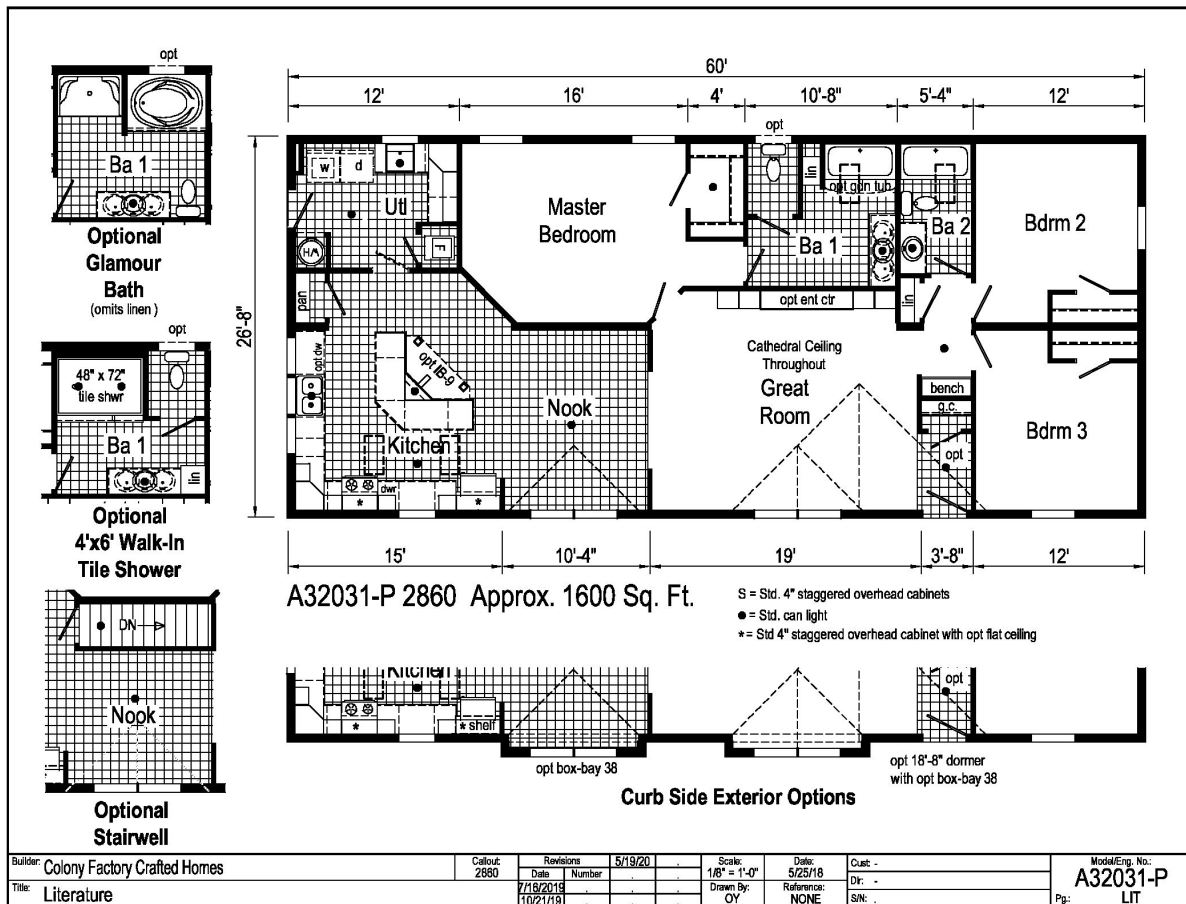 opt
Ba 1
Optional
Glamour
Bath
(omits linen )
opt
48" x 72"
tile shwr
Ba 1
lin
Optional
4'x6' Walk-In
Tile Shower
DN
Nook
Optional
Stairwell
60'
12'
16'
4'
10'-8"
5'-4"
12'
26'-8"
opt
w
d
Utl
W/H
F
Master
Bedroom
lin
opt gdn tub
Ba 1
Ba 2
lin
Bdrm 2
pan
opt dw
opt IB-9
Kitchen
dwr
*
*
Nook
opt ent ctr
Cathedral Ceiling
Throughout
Great
Room
bench
g.c.
opt
Bdrm 3
15'
10'-4"
19'
3'-8"
12'
A32031-P 2860 Approx. 1600 Sq. Ft.
S = Std. 4" staggered overhead cabinets
● = Std. can light
* = Std 4" staggered overhead cabinet with opt flat ceiling
Kitchen
*
* shelf
opt
opt box-bay 38
opt 18'-8" dormer
with opt box-bay 38
Curb Side Exterior Options
Builder: Colony Factory Crafted Homes
Title: Literature
Callout:
2860
Revisions 5/19/20 .
Date Number . .
7/16/2019 . . .
10/21/19 . . .
Scale:
1/8" = 1'-0"
Drawn By:
OY
Date:
5/25/18
Reference:
NONE
Cust: -
Dlr: -
S/N: .
Model/Eng. No.:
A32031-P
Pg.: LIT